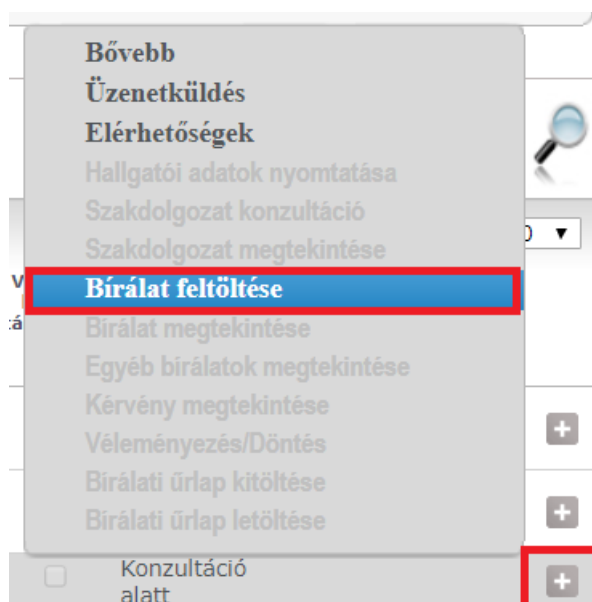 Bővebb
Üzenetküldés
Elérhetőségek
Hallgatói adatok nyomtatása
Szakdolgozat konzultáció
Szakdolgozat megtekintése
Bírálat feltöltése
Bírálat megtekintése
Egyéb bírálatok megtekintése
Kérvény megtekintése
Véleményezés/Döntés
Bírálati űrlap kitöltése
Bírálati űrlap letöltése
Konzultáció
alatt